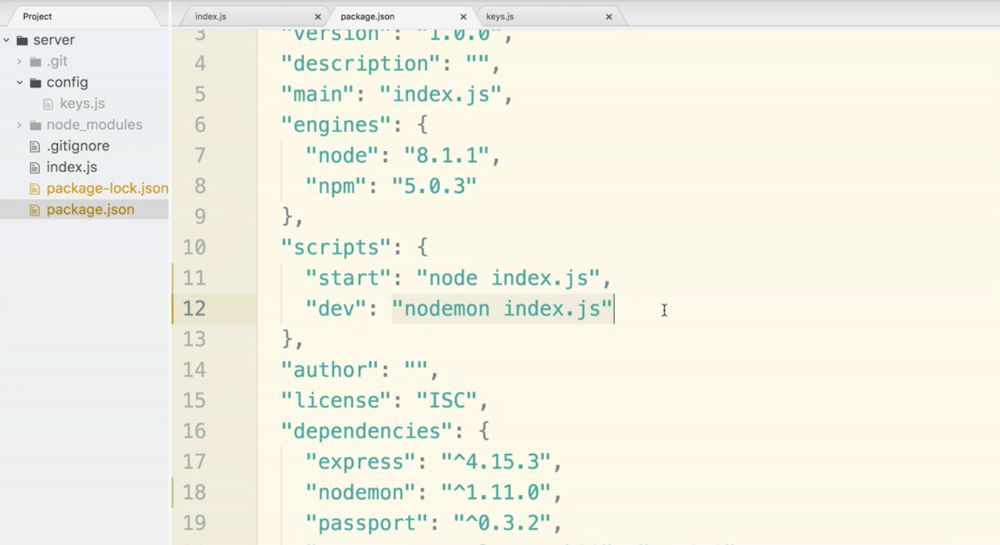 Project
index.js
package.json
keys.js
server
.git
config
keys.js
node_modules
.gitignore
index.js
package-lock.json
package.json
3 "version": "1.0.0",
4 "description": "",
5 "main": "index.js",
6 "engines": {
7 "node": "8.1.1",
8 "npm": "5.0.3"
9 },
10 "scripts": {
11 "start": "node index.js",
12 "dev": "nodemon index.js"
13 },
14 "author": "",
15 "license": "ISC",
16 "dependencies": {
17 "express": "^4.15.3",
18 "nodemon": "^1.11.0",
19 "passport": "^0.3.2",